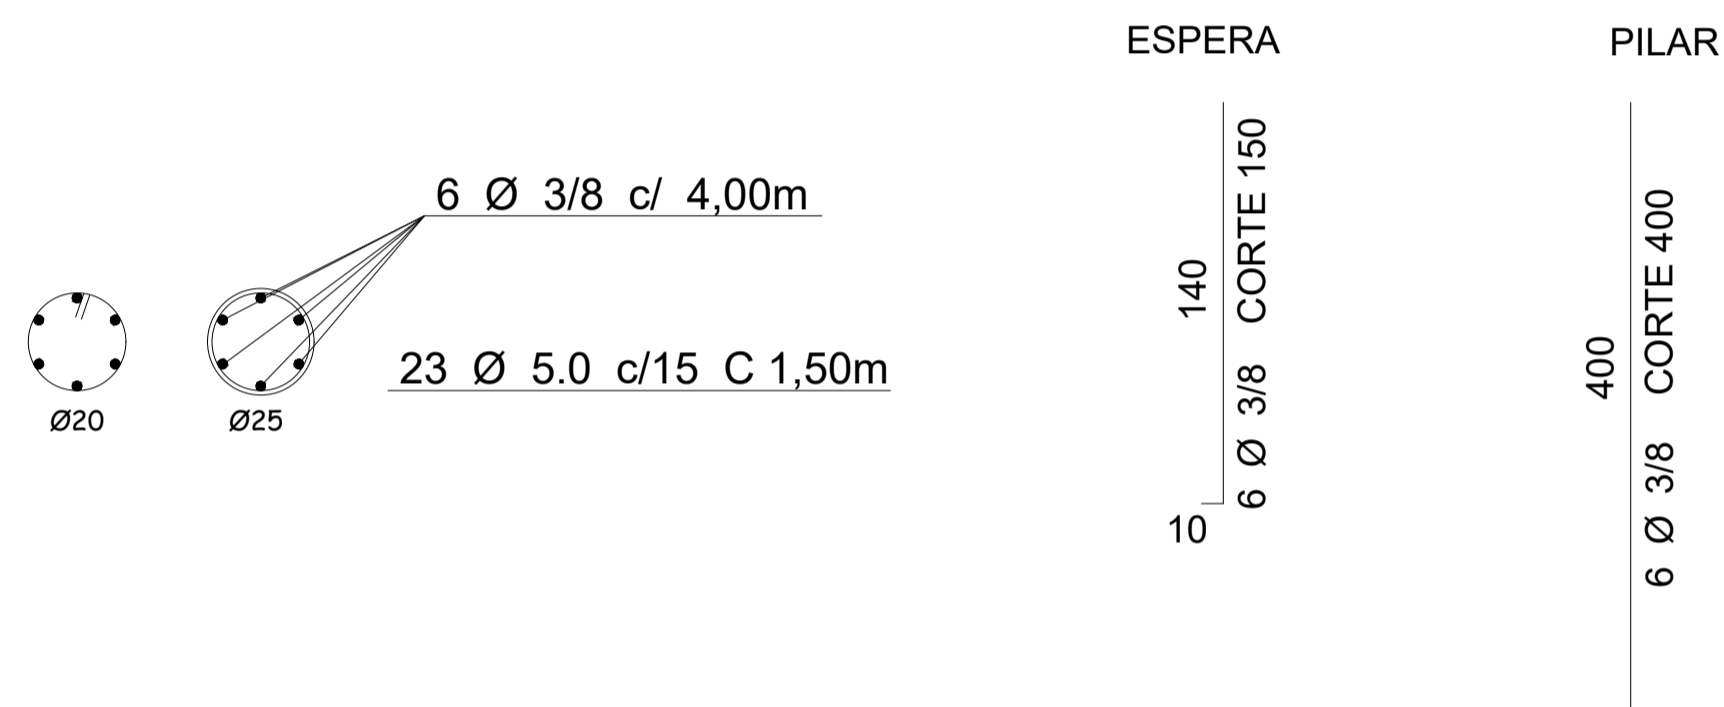 ESPERA
PILAR
6 Ø 3/8 c/ 4,00m
23 Ø 5.0 c/15 C 1,50m
Ø20
Ø25
140
10
6 Ø 3/8 CORTE 150
400
6 Ø 3/8 CORTE 400